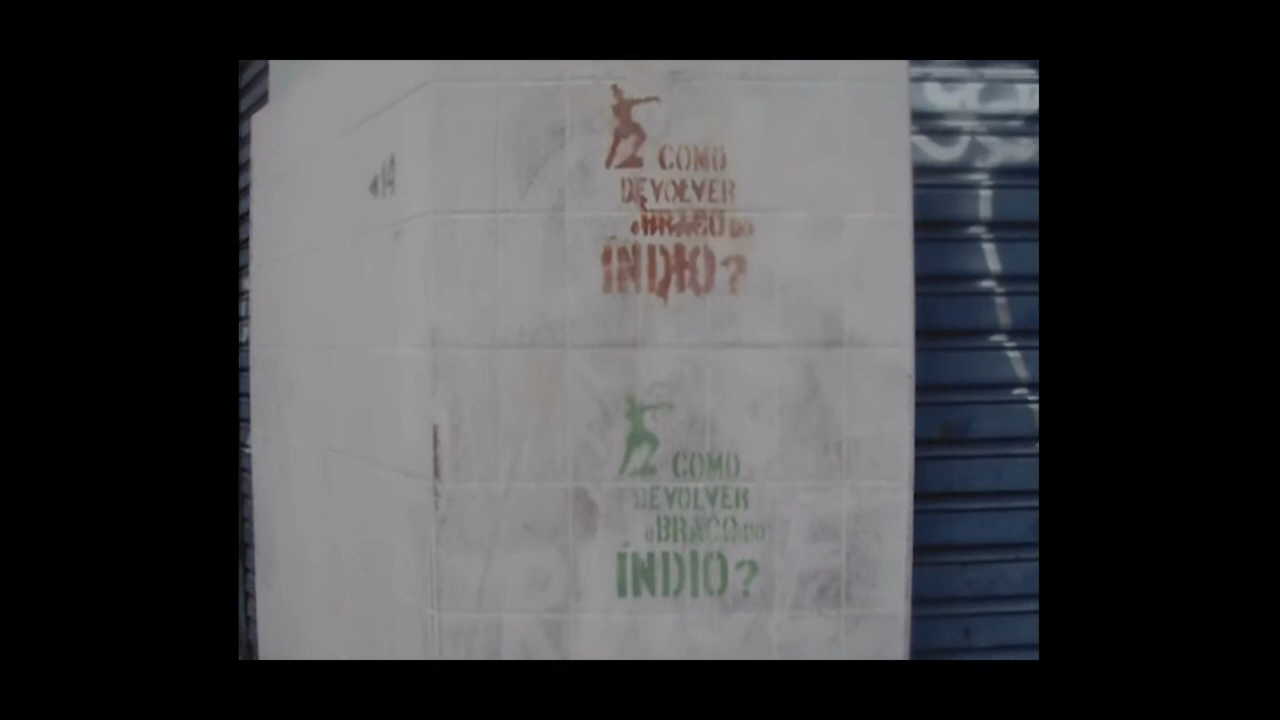 COMO
DEVOLVER
O BRAÇO DO
ÍNDIO?
COMO
DEVOLVER
O BRAÇO DO
ÍNDIO?